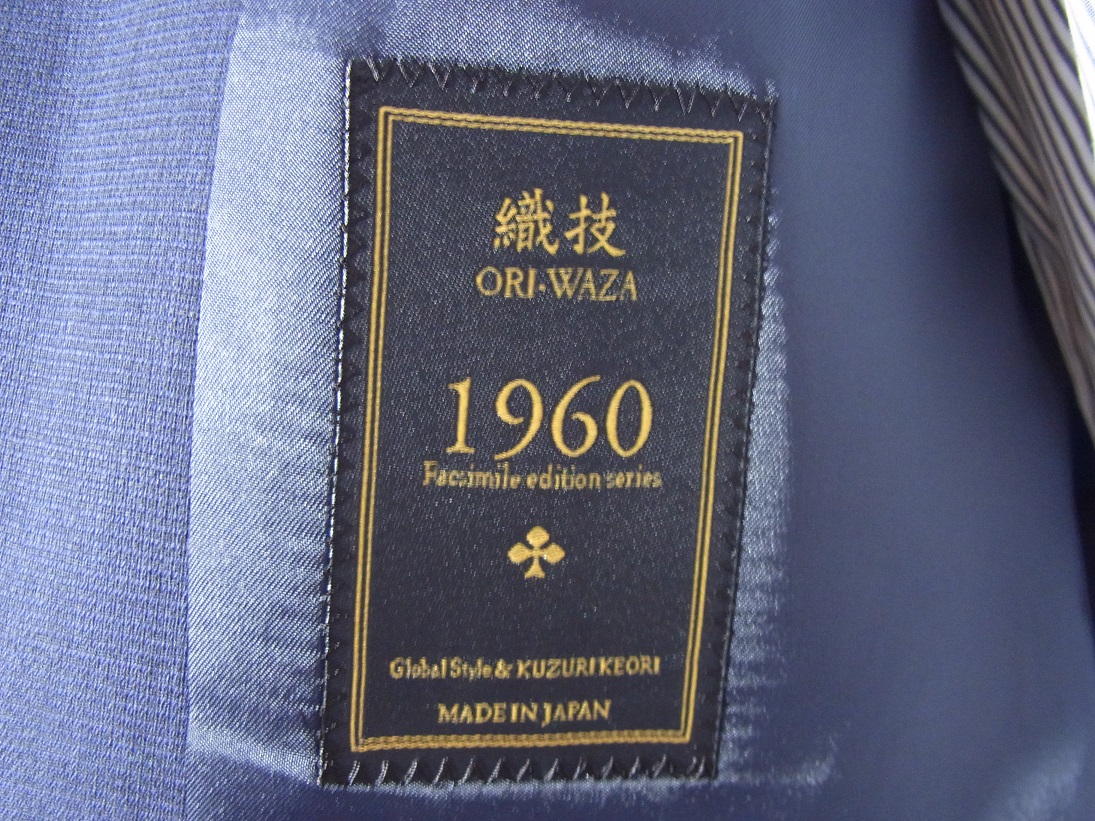 織技
ORI·WAZA
1960
Facsimile edition series
Global Style & KUZURI KEORI
MADE IN JAPAN